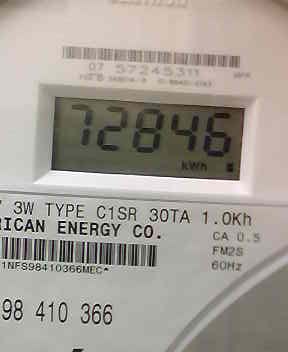 07 57245311
72846
kWh
3W TYPE C1SR 30TA 1.0Kh
RICAN ENERGY CO.
CA 0.5
FM2S
60Hz
1NFS98410366MEC*
98 410 366